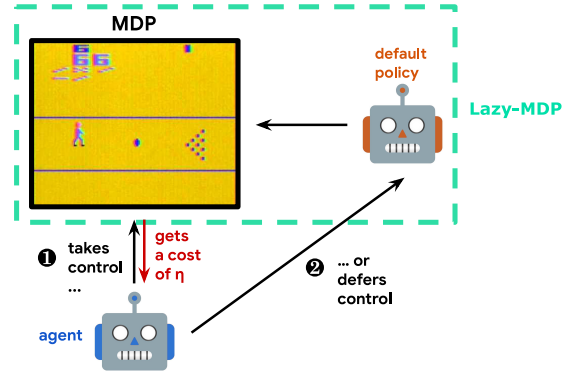 MDP
default
policy
Lazy-MDP
❶ takes
control
...
gets
a cost
of η
❷ ... or
defers
control
agent